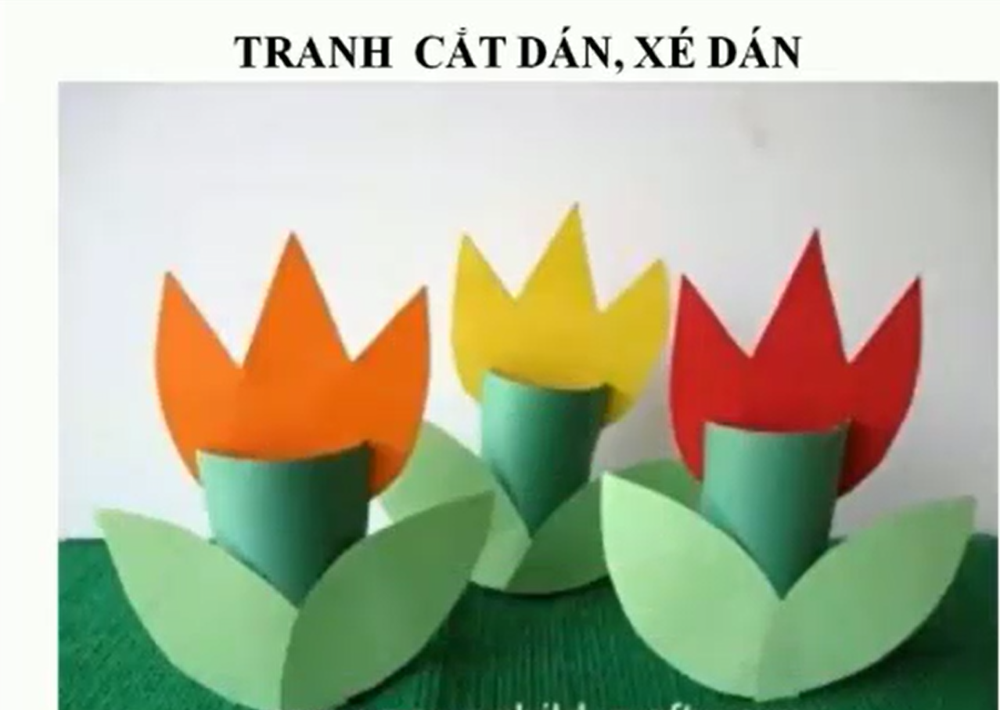 TRANH CẮT DÁN, XÉ DÁN